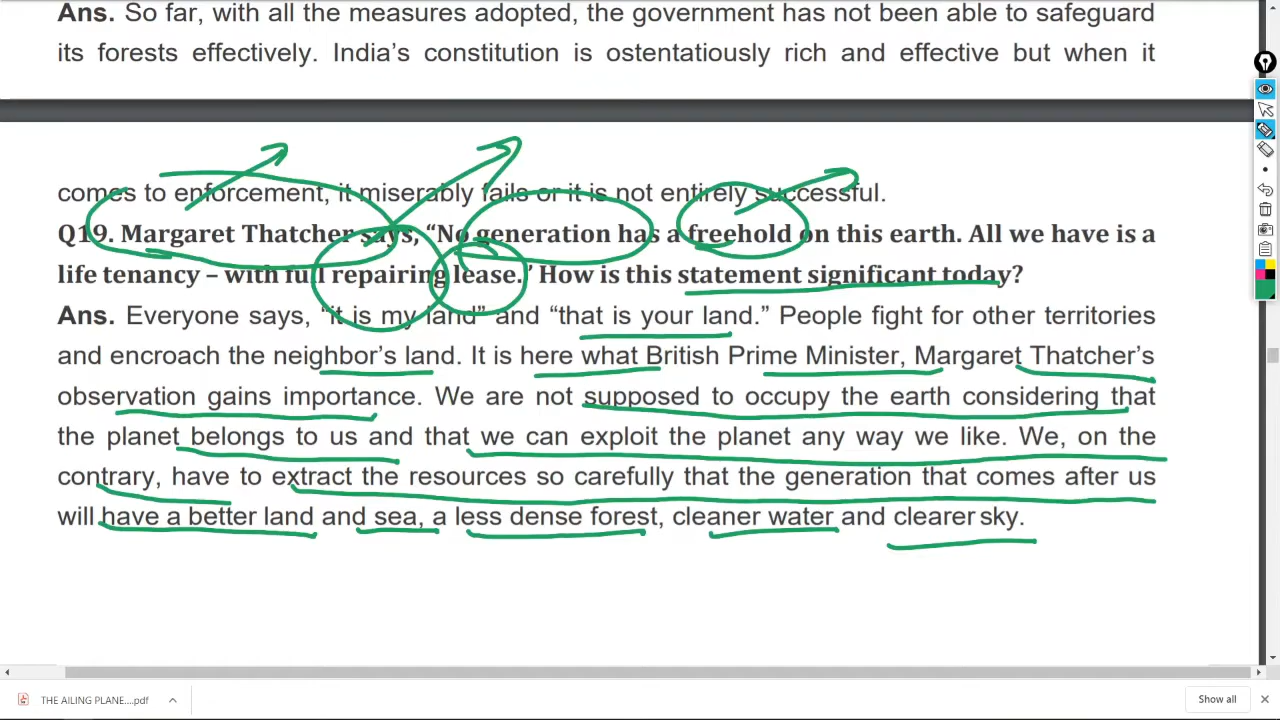 Ans. So far, with all the measures adopted, the government has not been able to safeguard
its forests effectively. India’s constitution is ostentatiously rich and effective but when it
comes to enforcement, it miserably fails or it is not entirely successful.
Q19. Margaret Thatcher says, “No generation has a freehold on this earth. All we have is a
life tenancy – with full repairing lease.” How is this statement significant today?
Ans. Everyone says, “it is my land” and “that is your land.” People fight for other territories
and encroach the neighbor’s land. It is here what British Prime Minister, Margaret Thatcher’s
observation gains importance. We are not supposed to occupy the earth considering that
the planet belongs to us and that we can exploit the planet any way we like. We, on the
contrary, have to extract the resources so carefully that the generation that comes after us
will have a better land and sea, a less dense forest, cleaner water and clearer sky.
THE AILING PLANE....pdf
Show all